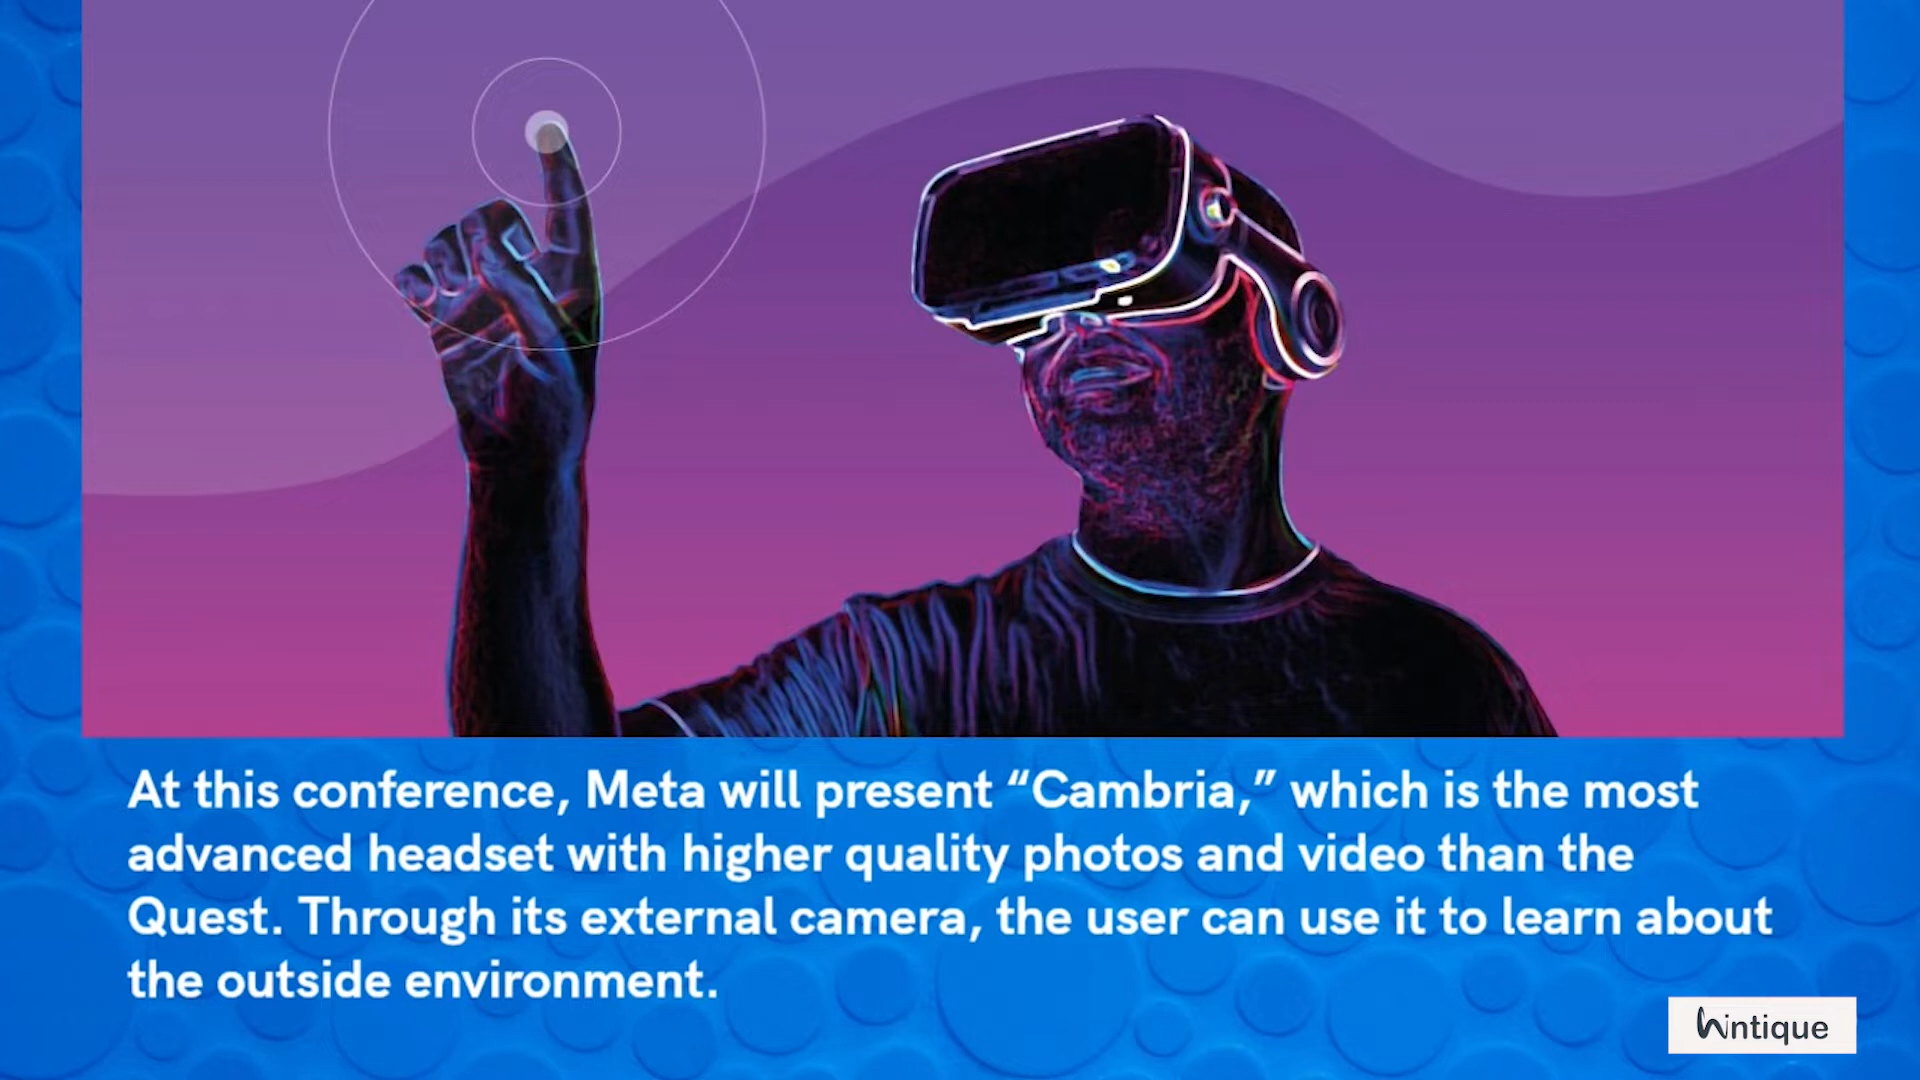 At this conference, Meta will present “Cambria,” which is the most
advanced headset with higher quality photos and video than the
Quest. Through its external camera, the user can use it to learn about
the outside environment.
hintique